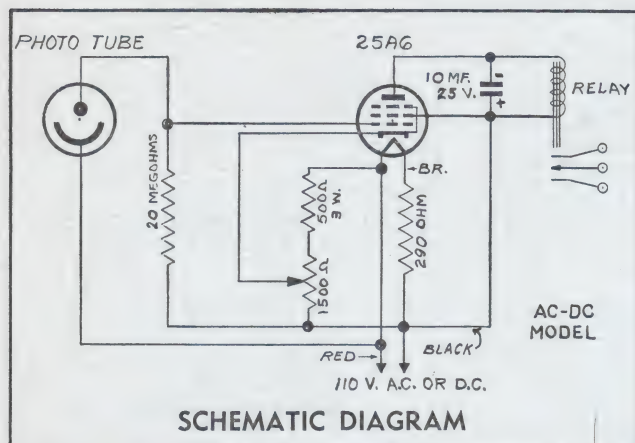 PHOTO TUBE
25A6
10 MF.
25 V.
-
+
RELAY
20 MEGOHMS
500Ω
3 W.
BR.
290 OHM
1500Ω
AC-DC
MODEL
RED
BLACK
110 V. A.C. OR D.C.
SCHEMATIC DIAGRAM